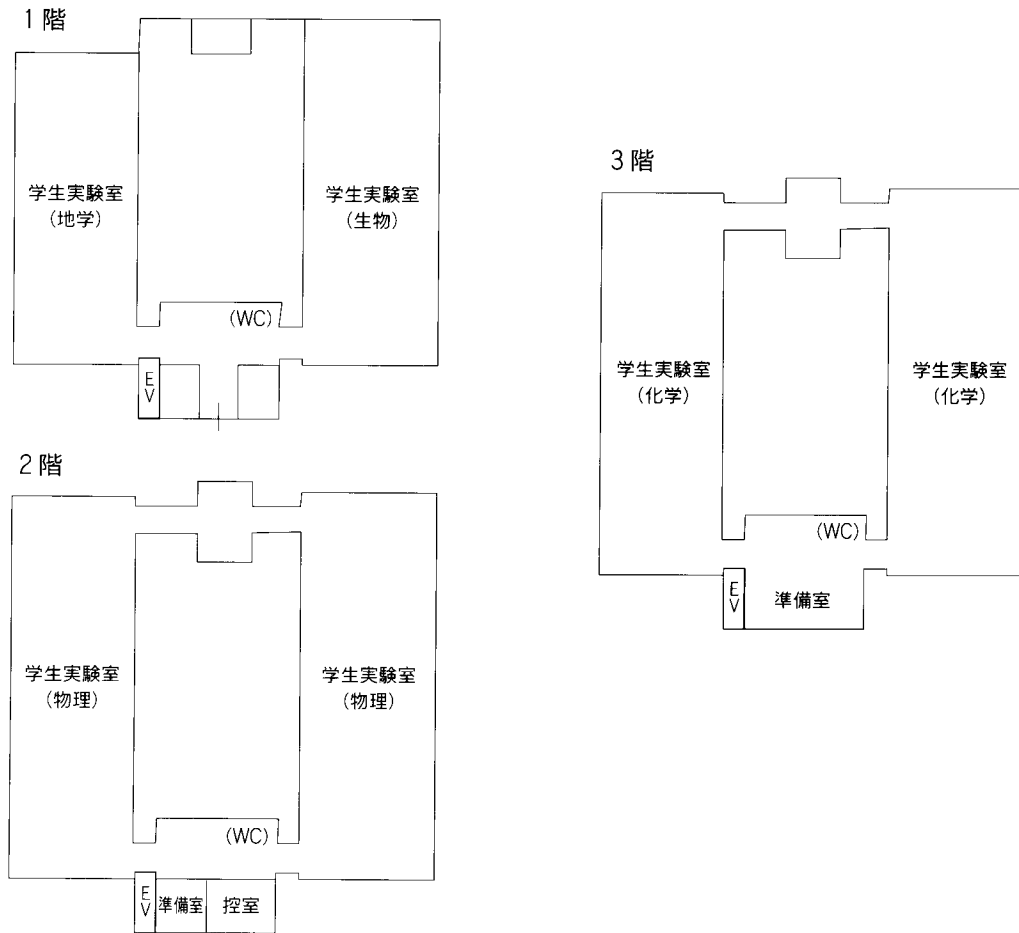 1階
学生実験室
(地学)
学生実験室
(生物)
(WC)
EV
2階
学生実験室
(物理)
学生実験室
(物理)
(WC)
EV
準備室
控室
3階
学生実験室
(化学)
学生実験室
(化学)
(WC)
EV
準備室